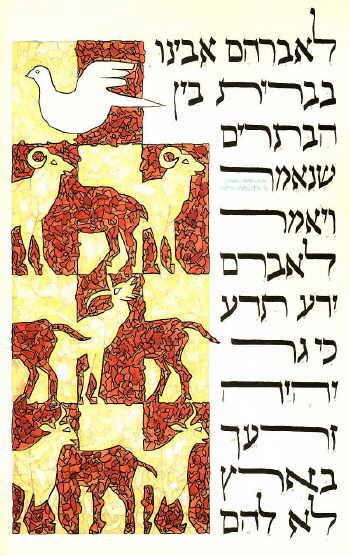 לאברהם אבינו
בברית בין
הבתרים
שנאמר
ויאמר
לאברם
ידע תדע
כי גר
יהיה
זרעך
בארץ
לא להם